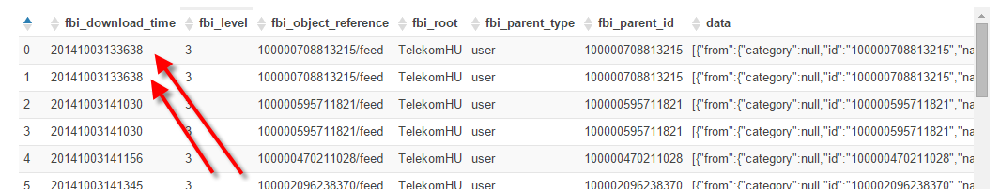 fbi_download_time fbi_level fbi_object_reference fbi_root fbi_parent_type fbi_parent_id data
0 20141003133638 3 100000708813215/feed TelekomHU user 100000708813215 [{"from":{"category":null,"id":"100000708813215","na
1 20141003133638 3 100000708813215/feed TelekomHU user 100000708813215 [{"from":{"category":null,"id":"100000708813215","na
2 20141003141030 3 100000595711821/feed TelekomHU user 100000595711821 [{"from":{"category":null,"id":"100000595711821","na
3 20141003141030 3 100000595711821/feed TelekomHU user 100000595711821 [{"from":{"category":null,"id":"100000595711821","na
4 20141003141156 3 100000470211028/feed TelekomHU user 100000470211028 [{"from":{"category":null,"id":"100000470211028","na
5 20141003141345 3 100002096238370/feed TelekomHU user 100002096238370 [{"from":{"category":null,"id":"100002096238370","na